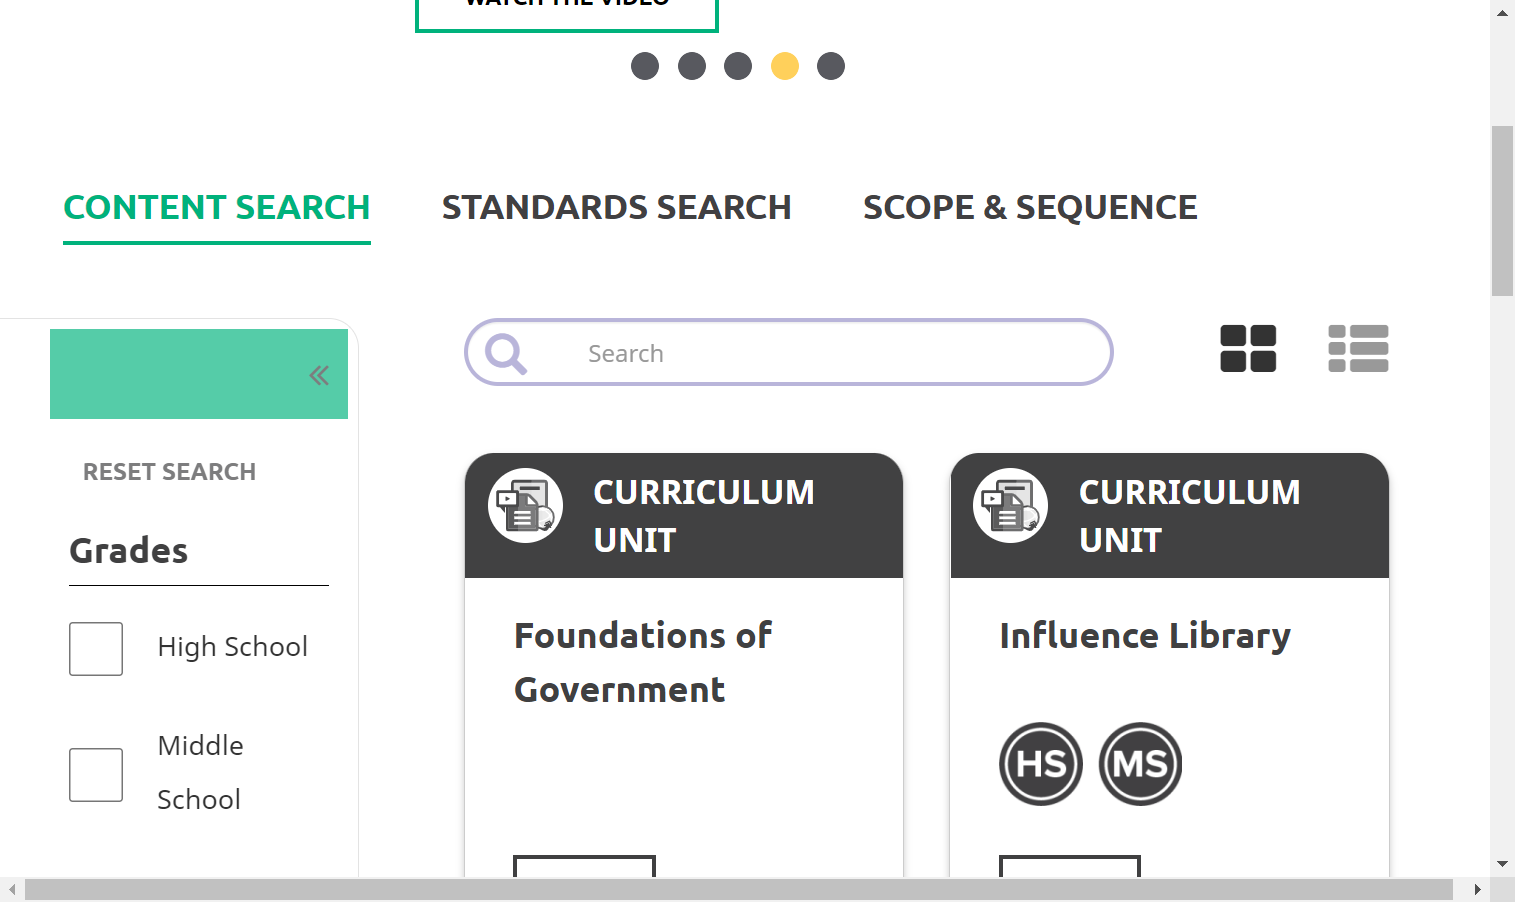 WATCH THE VIDEO
CONTENT SEARCH STANDARDS SEARCH SCOPE & SEQUENCE
Search
RESET SEARCH
Grades
High School
Middle
School
CURRICULUM
UNIT
Foundations of
Government
CURRICULUM
UNIT
Influence Library
HS MS